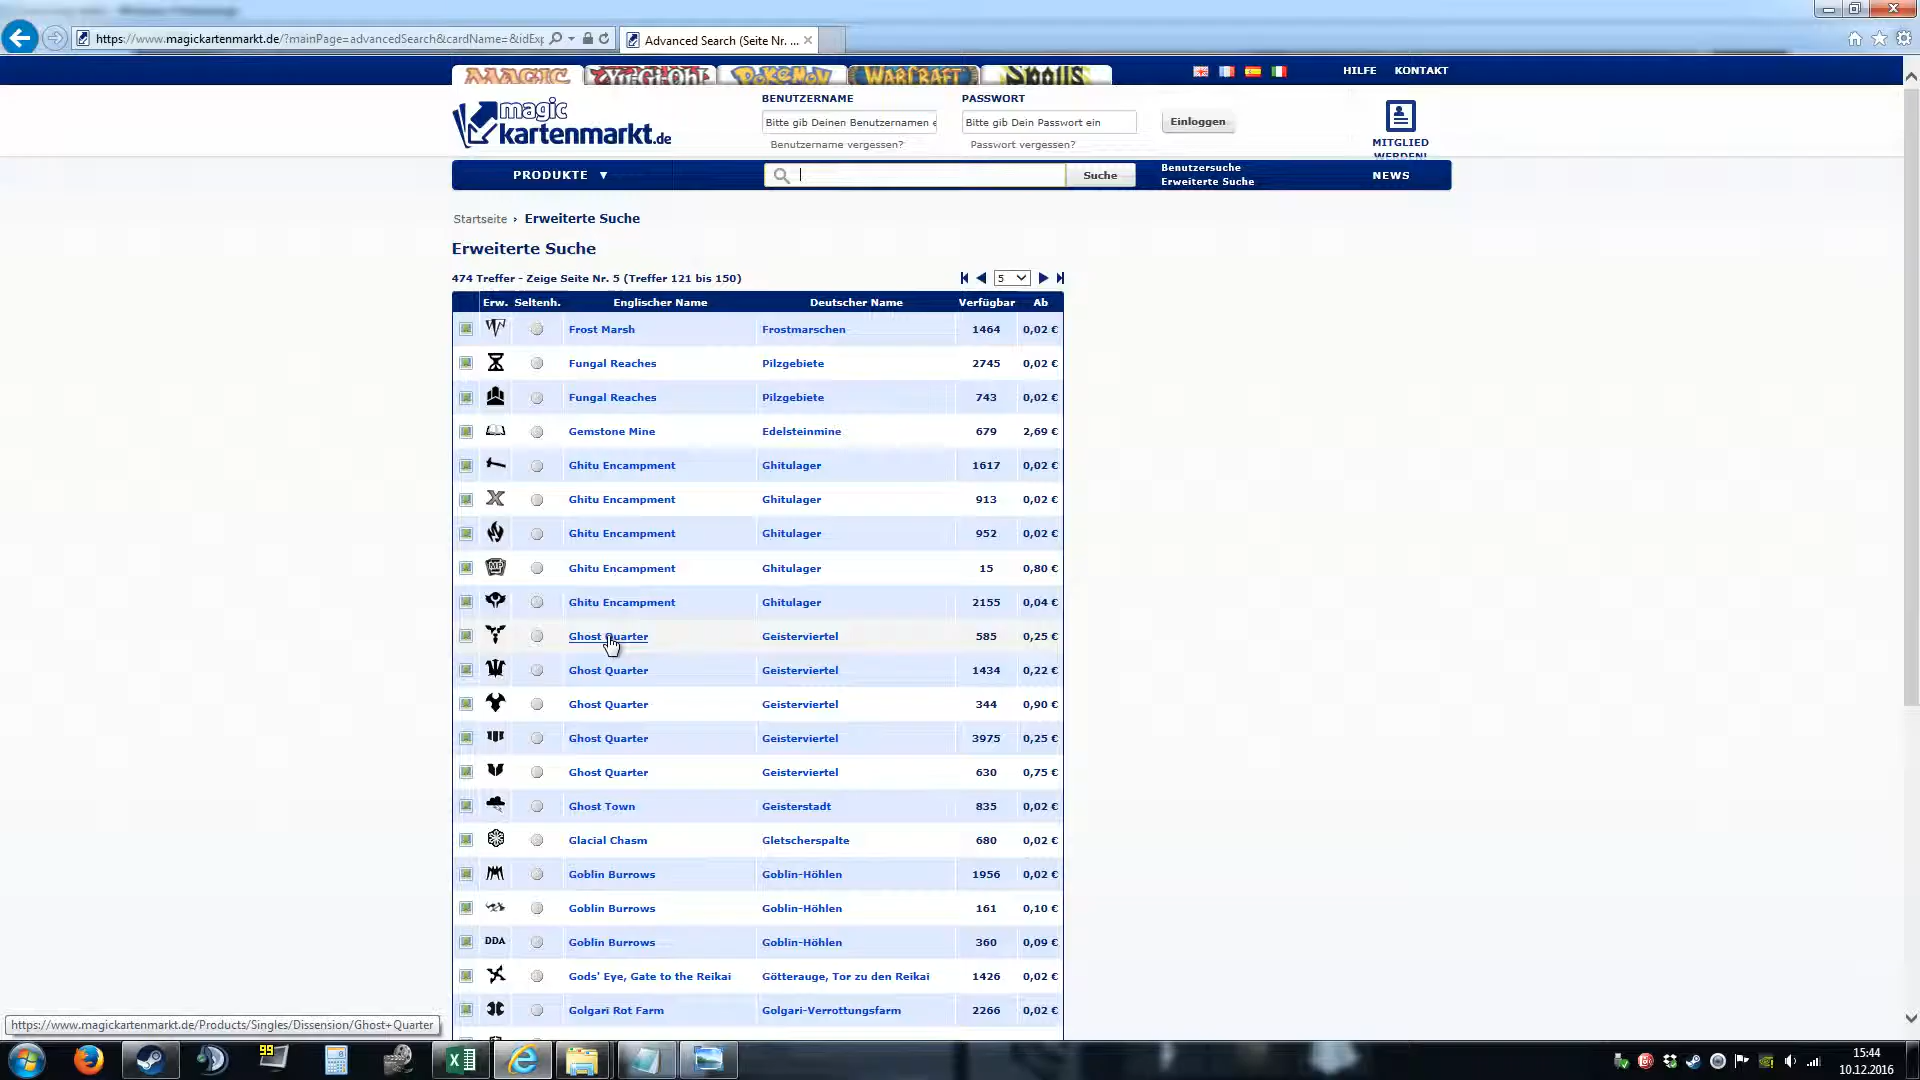 https://www.magickartenmarkt.de/?mainPage=advancedSearch&cardName=&idExp
Advanced Search (Seite Nr. ...
MAGIC YU-GI-OH! POKÉMON WARCRAFT SPOILS
HILFE KONTAKT
magic
kartenmarkt.de
BENUTZERNAME PASSWORT
Bitte gib Deinen Benutzernamen e Bitte gib Dein Passwort ein Einloggen
Benutzername vergessen? Passwort vergessen?
MITGLIED
WERDEN!
PRODUKTE ▼ Suche
Benutzersuche
Erweiterte Suche
NEWS
Startseite › Erweiterte Suche
Erweiterte Suche
474 Treffer - Zeige Seite Nr. 5 (Treffer 121 bis 150) 5
Erw. Seltenh. Englischer Name Deutscher Name Verfügbar Ab
Frost Marsh Frostmarschen 1464 0,02 €
Fungal Reaches Pilzgebiete 2745 0,02 €
Fungal Reaches Pilzgebiete 743 0,02 €
Gemstone Mine Edelsteinmine 679 2,69 €
Ghitu Encampment Ghitulager 1617 0,02 €
Ghitu Encampment Ghitulager 913 0,02 €
Ghitu Encampment Ghitulager 952 0,02 €
MP Ghitu Encampment Ghitulager 15 0,80 €
Ghitu Encampment Ghitulager 2155 0,04 €
Ghost Quarter Geisterviertel 585 0,25 €
Ghost Quarter Geisterviertel 1434 0,22 €
Ghost Quarter Geisterviertel 344 0,90 €
Ghost Quarter Geisterviertel 3975 0,25 €
Ghost Quarter Geisterviertel 630 0,75 €
Ghost Town Geisterstadt 835 0,02 €
Glacial Chasm Gletscherspalte 680 0,02 €
Goblin Burrows Goblin-Höhlen 1956 0,02 €
Goblin Burrows Goblin-Höhlen 161 0,10 €
DDA Goblin Burrows Goblin-Höhlen 360 0,09 €
Gods' Eye, Gate to the Reikai Götterauge, Tor zu den Reikai 1426 0,02 €
Golgari Rot Farm Golgari-Verrottungsfarm 2266 0,02 €
https://www.magickartenmarkt.de/Products/Singles/Dissension/Ghost+Quarter
99
15:44
10.12.2016